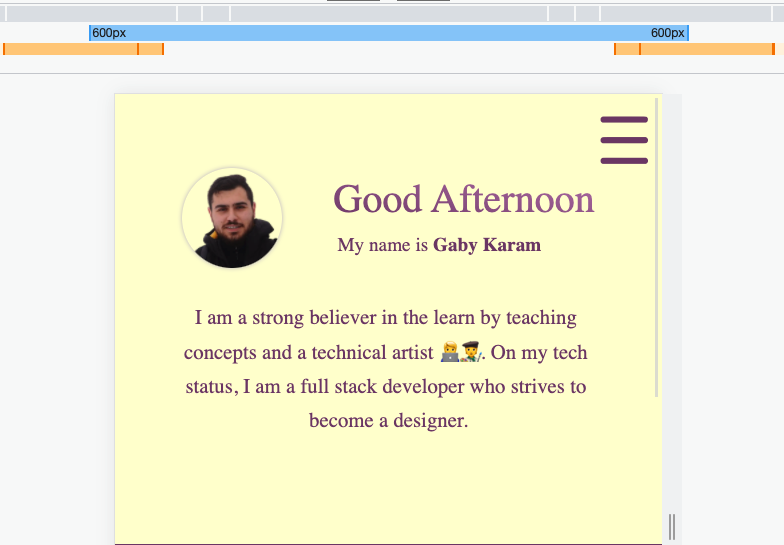 600px 600px
Good Afternoon
My name is Gaby Karam
I am a strong believer in the learn by teaching
concepts and a technical artist 🧑‍💻👨‍🎨. On my tech
status, I am a full stack developer who strives to
become a designer.